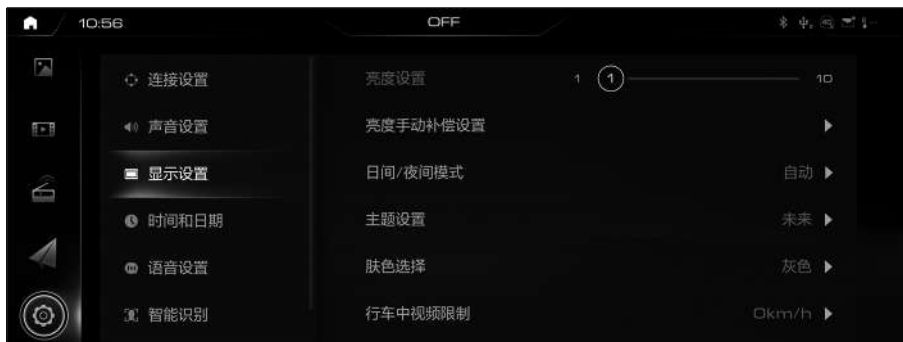 10:56
OFF
连接设置
声音设置
显示设置
时间和日期
语音设置
智能识别
亮度设置 1 1 10
亮度手动补偿设置
日间/夜间模式 自动
主题设置 未来
肤色选择 灰色
行车中视频限制 0km/h